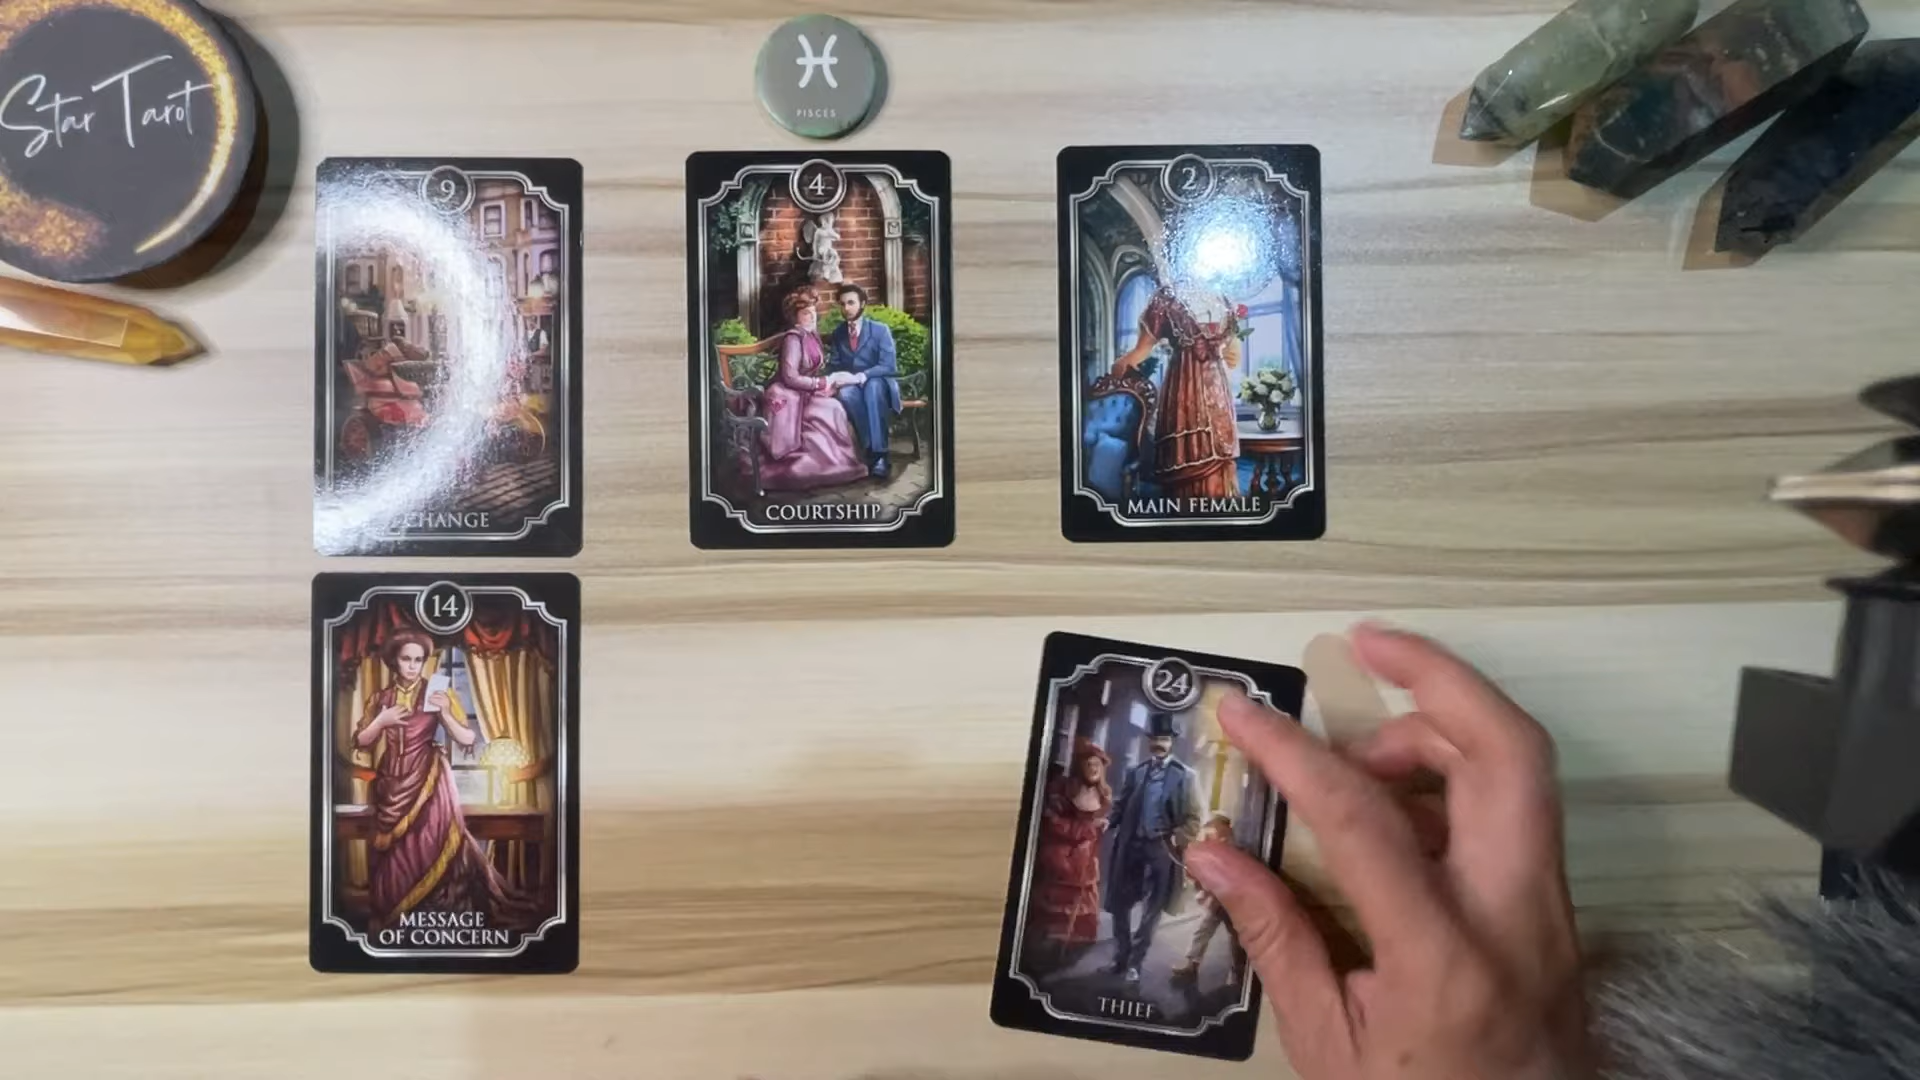 Star Tarot
PISCES
9
CHANGE
4
COURTSHIP
2
MAIN FEMALE
14
MESSAGE
OF CONCERN
24
THIEF